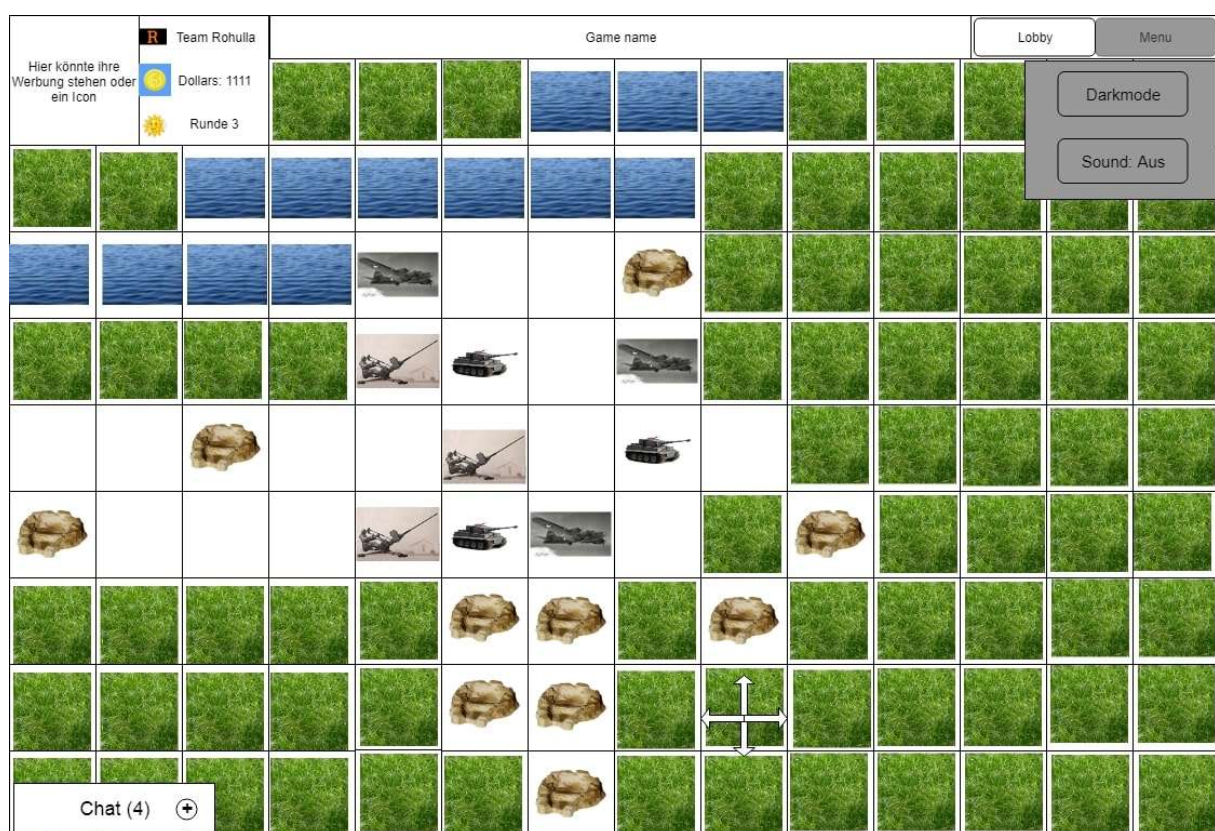 R Team Rohulla
Game name
Lobby
Menu
Hier könnte ihre
Werbung stehen oder
ein Icon
Dollars: 1111
Runde 3
Darkmode
Sound: Aus
Chat (4)